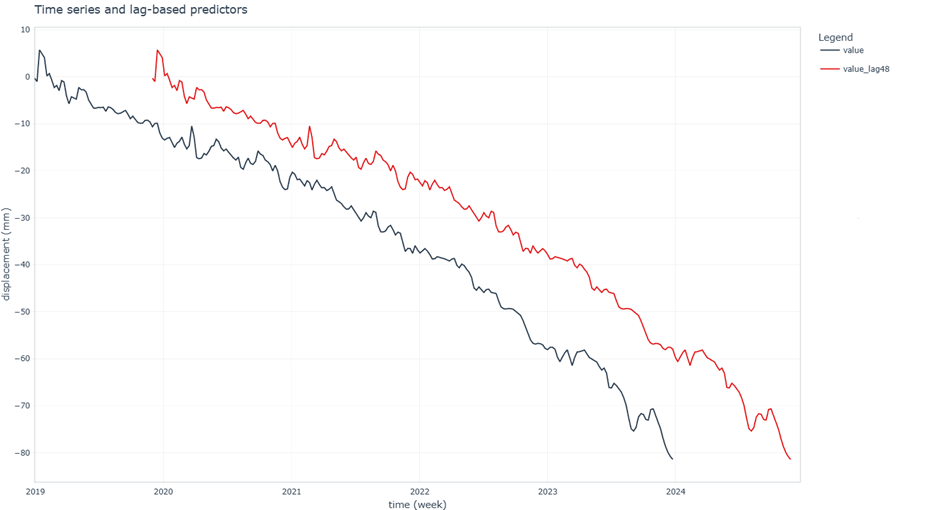 Time series and lag-based predictors
Legend
value
value_lag48
displacement (mm)
10
0
−10
−20
−30
−40
−50
−60
−70
−80
2019
2020
2021
2022
2023
2024
time (week)